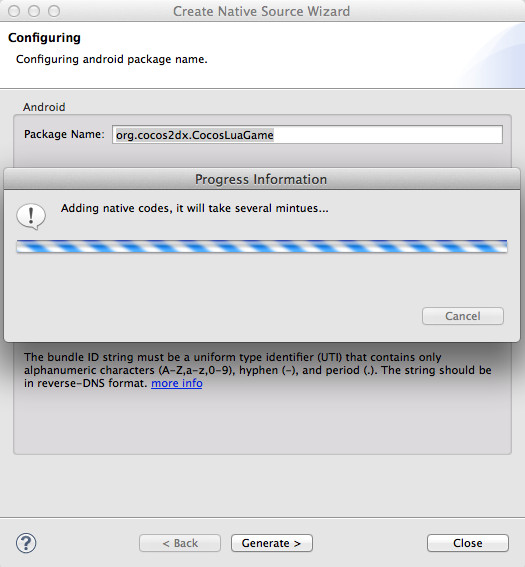 Create Native Source Wizard
Configuring
Configuring android package name.
Android
Package Name: org.cocos2dx.CocosLuaGame
Progress Information
Adding native codes, it will take several mintues...
Cancel
The bundle ID string must be a uniform type identifier (UTI) that contains only
alphanumeric characters (A-Z,a-z,0-9), hyphen (-), and period (.). The string should be
in reverse-DNS format. more info
? < Back Generate > Close